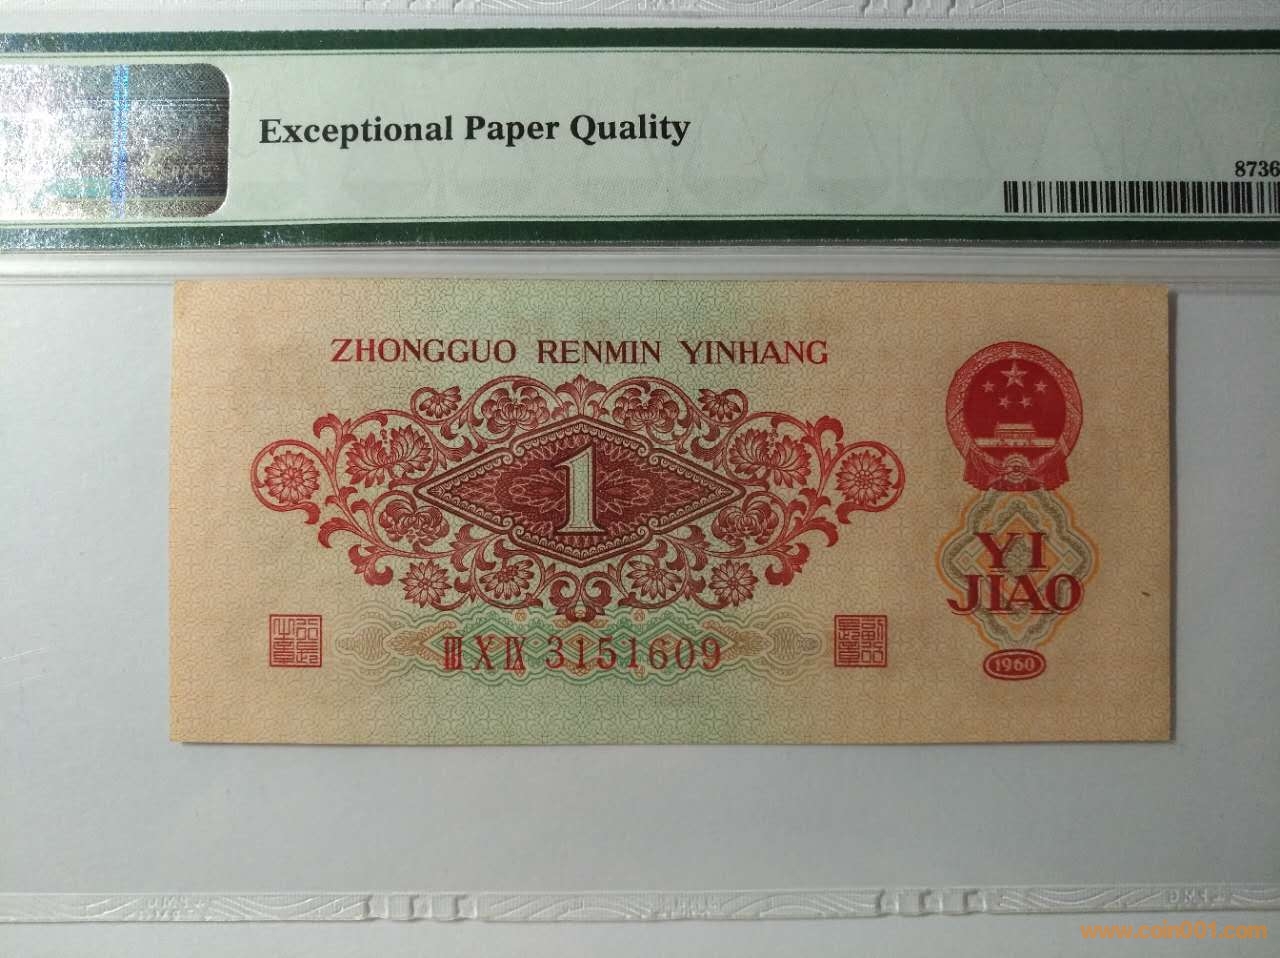 Exceptional Paper Quality
8736
ZHONGGUO RENMIN YINHANG
1
YI
JIAO
III X IX 3151609
1960
www.coin001.com